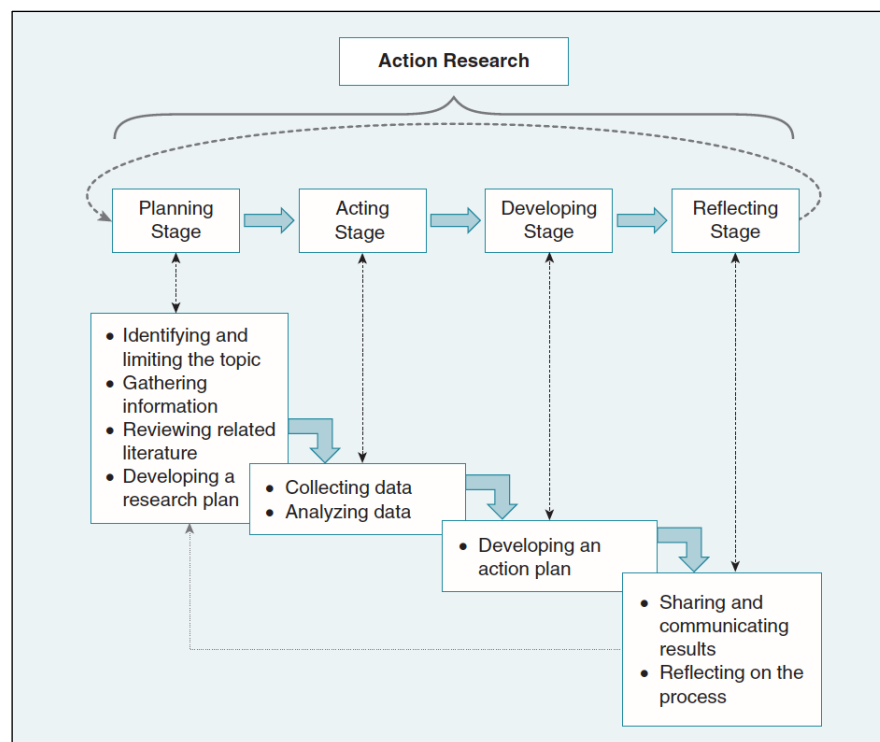 Action Research
Planning
Stage
Acting
Stage
Developing
Stage
Reflecting
Stage
• Identifying and
limiting the topic
• Gathering
information
• Reviewing related
literature
• Developing a
research plan
• Collecting data
• Analyzing data
• Developing an
action plan
• Sharing and
communicating
results
• Reflecting on the
process